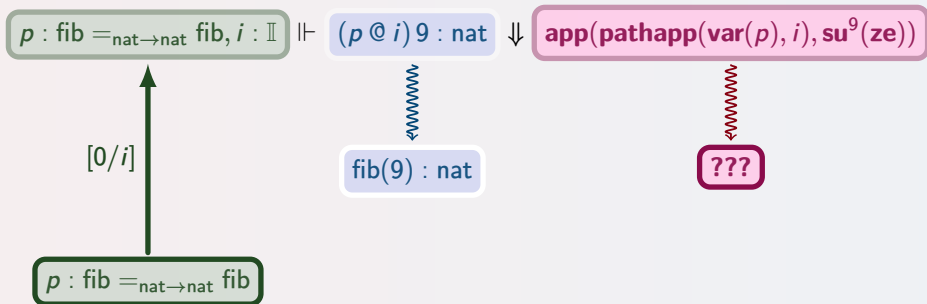 p : fib =nat→nat fib, i : 𝕀 ⊩ (p @ i) 9 : nat ⇓ app(pathapp(var(p), i), su⁹(ze))
[0/i]
fib(9) : nat
???
p : fib =nat→nat fib